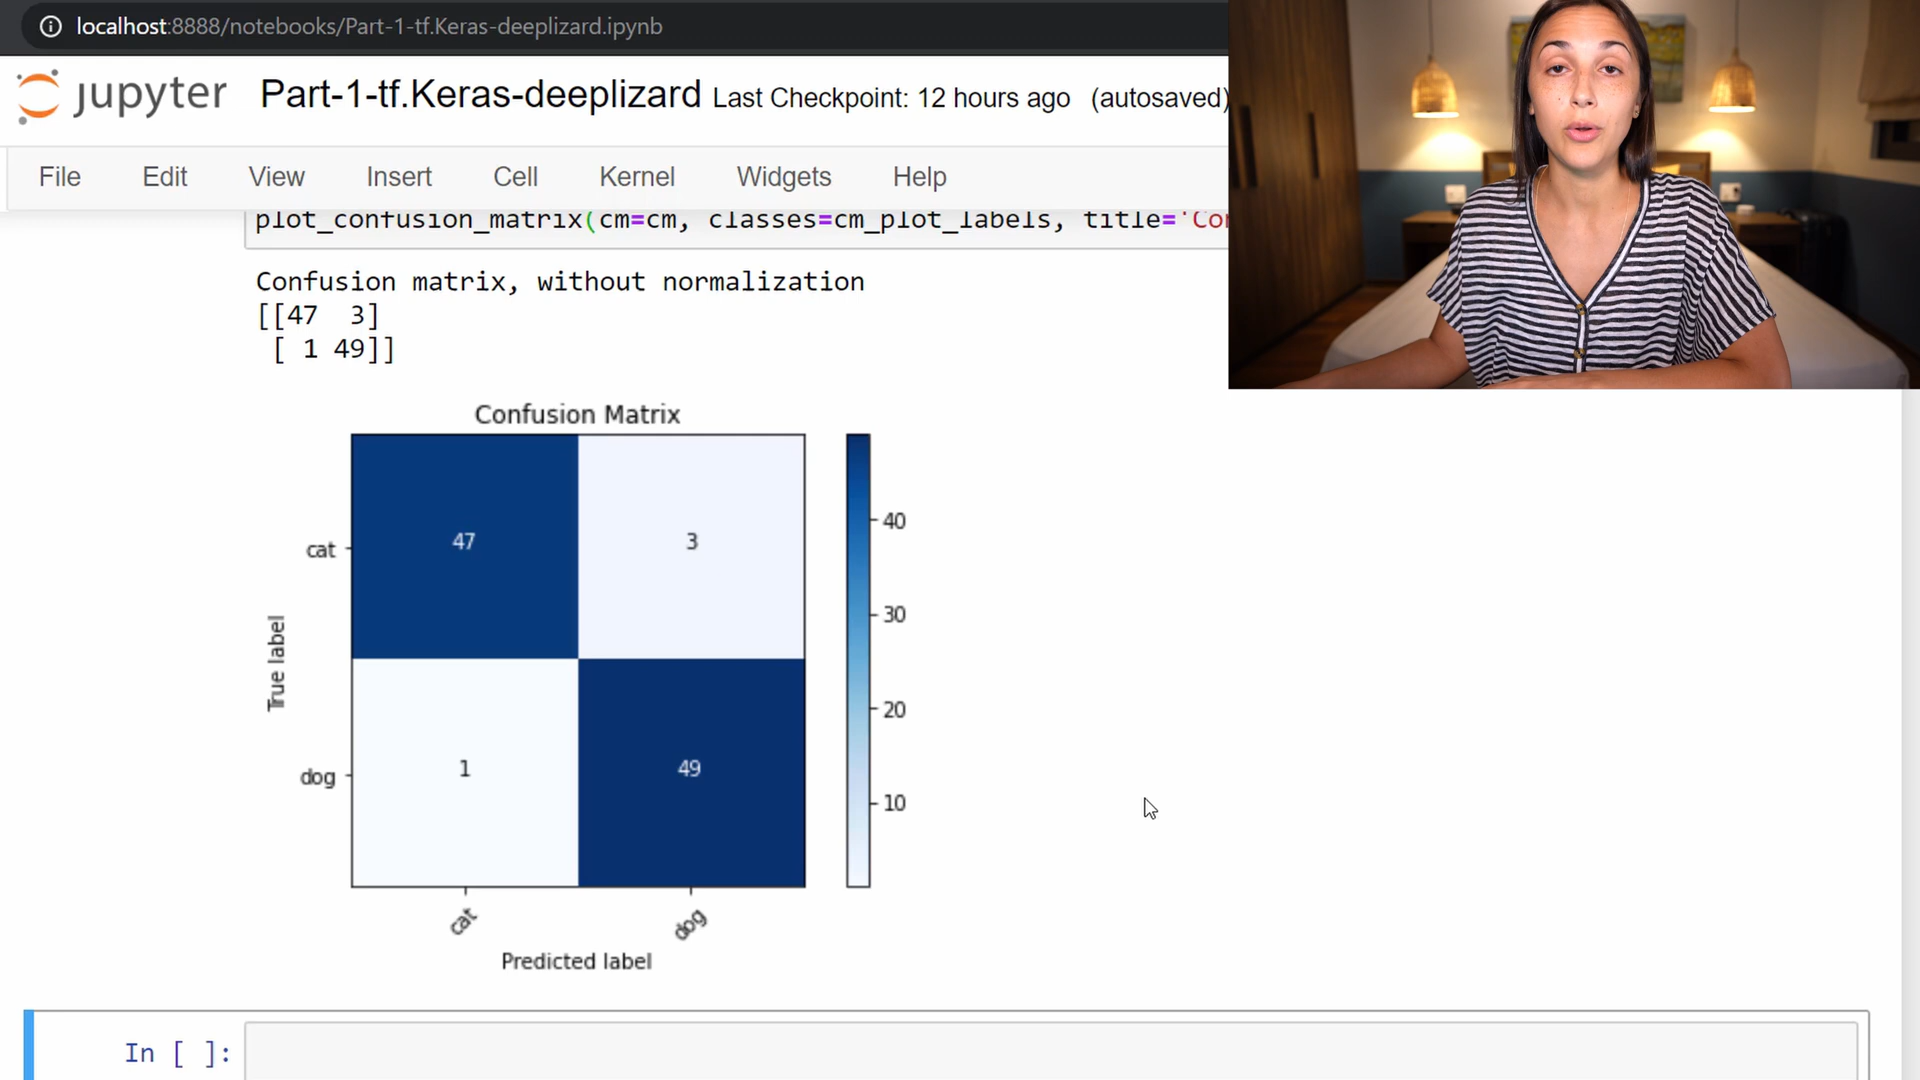 localhost:8888/notebooks/Part-1-tf.Keras-deeplizard.ipynb
jupyter Part-1-tf.Keras-deeplizard Last Checkpoint: 12 hours ago (autosaved)
File Edit View Insert Cell Kernel Widgets Help
plot_confusion_matrix(cm=cm, classes=cm_plot_labels, title='Con
Confusion matrix, without normalization
[[47 3]
[ 1 49]]
Confusion Matrix
47 3
cat
1 49
dog
True label
cat dog
Predicted label
40
30
20
10
In [ ]: